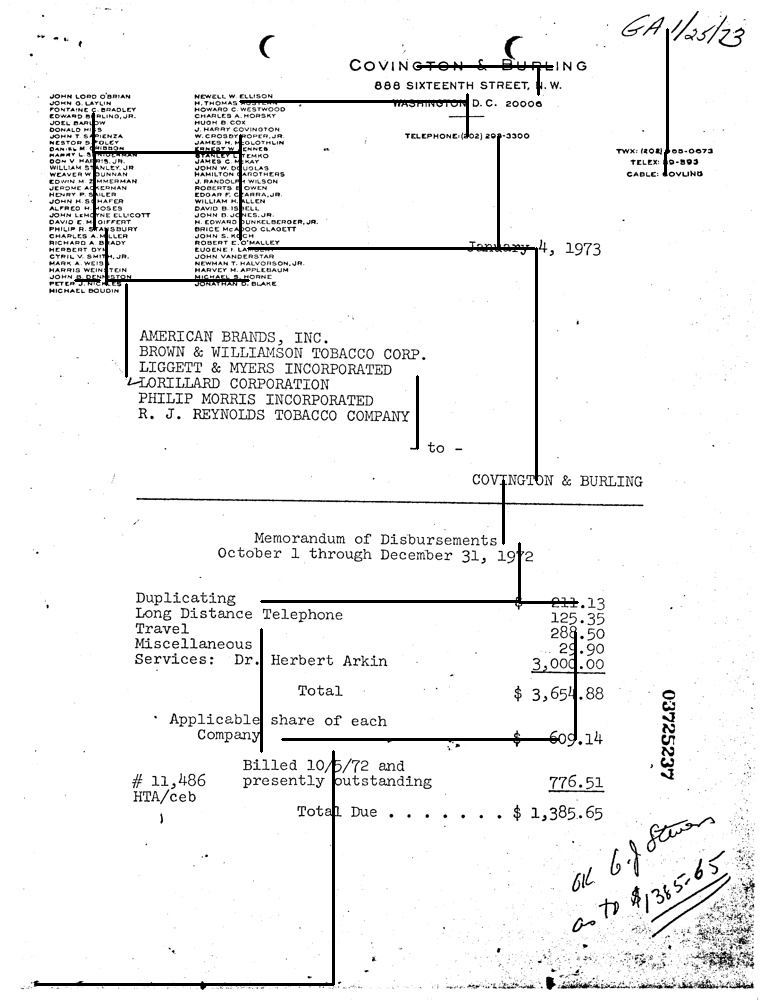 GA 1/25/73
COVINGTON & BURLING
888 SIXTEENTH STREET, N. W.
WASHINGTON, D. C. 20006
TELEPHONE: (202) 293-3300
TWX: (202) 965-0673
TELEX: 89-593
CABLE: COVLING
JOHN LORD O'BRIAN
JOHN G. LAYLIN
FONTAINE C. BRADLEY
EDWARD BURLING, JR.
JOEL BARLOW
DONALD HISS
JOHN T. SAPIENZA
NESTOR S. FOLEY
DANIEL M. GRIBBON
HARRY L. SHNIDERMAN
DON V. HARRIS, JR.
WILLIAM STANLEY, JR.
WEAVER W. DUNNAN
EDWIN M. ZIMMERMAN
JEROME ACKERMAN
HENRY P. SAILER
JOHN H. SCHAFER
ALFRED H. MOSES
JOHN LEMOYNE ELLICOTT
DAVID E. MCGIFFERT
PHILIP R. STANSBURY
CHARLES A. MILLER
RICHARD A. BRADY
HERBERT DYM
CYRIL V. SMITH, JR.
MARK A. WEISS
HARRIS WEINSTEIN
JOHN B. DENNISTON
PETER J. NICKLES
MICHAEL BOUDIN
NEWELL W. ELLISON
H. THOMAS AUSTERN
HOWARD C. WESTWOOD
CHARLES A. HORSKY
HUGH B. COX
J. HARRY COVINGTON
W. CROSBY ROPER, JR.
JAMES H. MCGLOTHLIN
ERNEST W. JENNES
STANLEY L. TEMKO
JAMES C. MCKAY
JOHN W. DOUGLAS
HAMILTON CAROTHERS
J. RANDOLPH WILSON
ROBERTS B. OWEN
EDGAR F. CZARRA, JR.
WILLIAM H. ALLEN
DAVID B. ISBELL
JOHN B. JONES, JR.
H. EDWARD DUNKELBERGER, JR.
BRICE MCADOO CLAGETT
JOHN S. KOCH
ROBERT E. O'MALLEY
EUGENE I. LAMBERT
JOHN VANDERSTAR
NEWMAN T. HALVORSON, JR.
HARVEY M. APPLEBAUM
MICHAEL S. HORNE
JONATHAN D. BLAKE
January 4, 1973
AMERICAN BRANDS, INC.
BROWN & WILLIAMSON TOBACCO CORP.
LIGGETT & MYERS INCORPORATED
LORILLARD CORPORATION
PHILIP MORRIS INCORPORATED
R. J. REYNOLDS TOBACCO COMPANY
- to -
COVINGTON & BURLING
Memorandum of Disbursements
October 1 through December 31, 1972
Duplicating $ 211.13
Long Distance Telephone 125.35
Travel 288.50
Miscellaneous 29.90
Services: Dr. Herbert Arkin 3,000.00
Total $ 3,654.88
Applicable share of each
Company $ 609.14
Billed 10/5/72 and
# 11,486 presently outstanding 776.51
HTA/ceb
Total Due . . . . . . . $ 1,385.65
03725237
OK G. J. Stevens
as to $1385.65